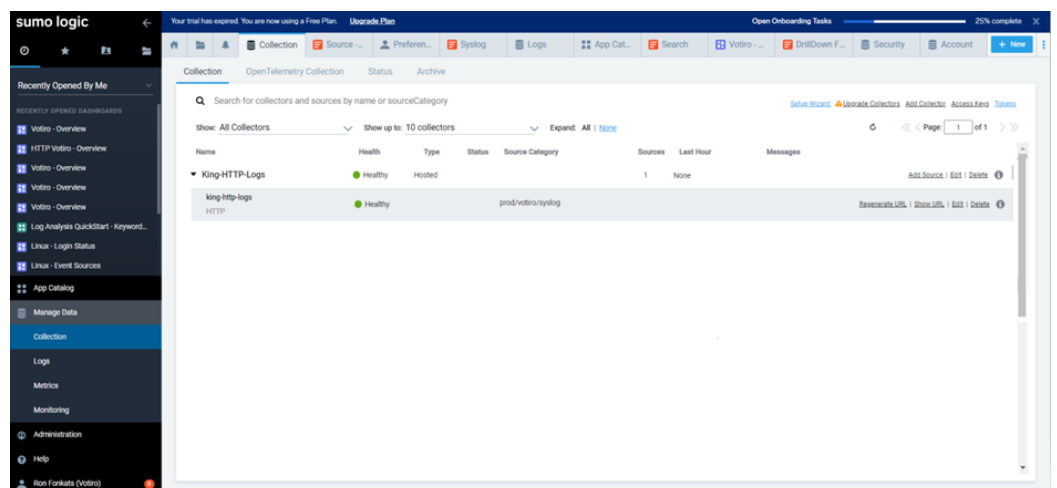 sumo logic
Your trial has expired. You are now using a Free Plan. Upgrade Plan
Open Onboarding Tasks 25% complete
Collection Source -... Preferen... Syslog Logs App Cat... Search Votiro -... DrillDown F... Security Account + New
Recently Opened By Me
RECENTLY OPENED DASHBOARDS
Votiro - Overview
HTTP Votiro - Overview
Votiro - Overview
Votiro - Overview
Votiro - Overview
Log Analysis QuickStart - Keyword...
Linux - Login Status
Linux - Event Sources
App Catalog
Manage Data
Collection
Logs
Metrics
Monitoring
Administration
Help
Ron Fonkats (Votiro)
Collection OpenTelemetry Collection Status Archive
Search for collectors and sources by name or sourceCategory
Setup Wizard Upgrade Collectors Add Collector Access Keys Tokens
Show: All Collectors Show up to: 10 collectors Expand: All | None Page: 1 of 1
Name Health Type Status Source Category Sources Last Hour Messages
King-HTTP-Logs Healthy Hosted 1 None Add Source | Edit | Delete
king-http-logs
HTTP
Healthy prod/votiro/syslog Regenerate URL | Show URL | Edit | Delete